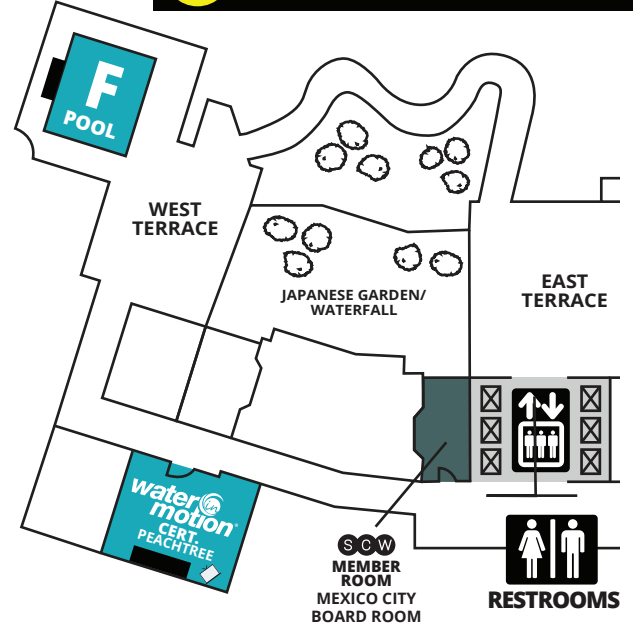 F
POOL
WEST
TERRACE
JAPANESE GARDEN/
WATERFALL
EAST
TERRACE
water
in
motion®
CERT.
PEACHTREE
SCW
MEMBER
ROOM
MEXICO CITY
BOARD ROOM
RESTROOMS